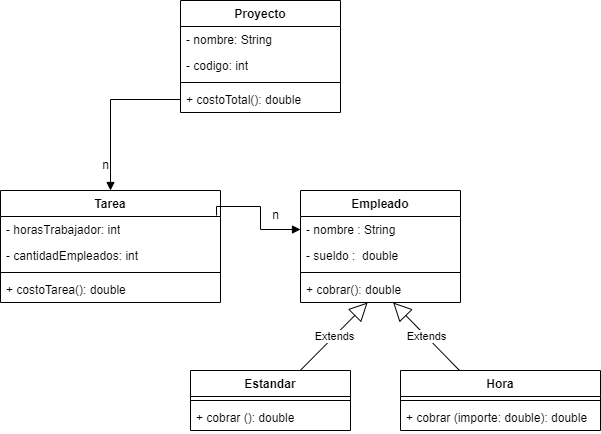 Proyecto
- nombre: String
- codigo: int
+ costoTotal(): double
n
Tarea
- horasTrabajador: int
- cantidadEmpleados: int
+ costoTarea(): double
n
Empleado
- nombre : String
- sueldo : double
+ cobrar(): double
Extends
Extends
Estandar
+ cobrar (): double
Hora
+ cobrar (importe: double): double